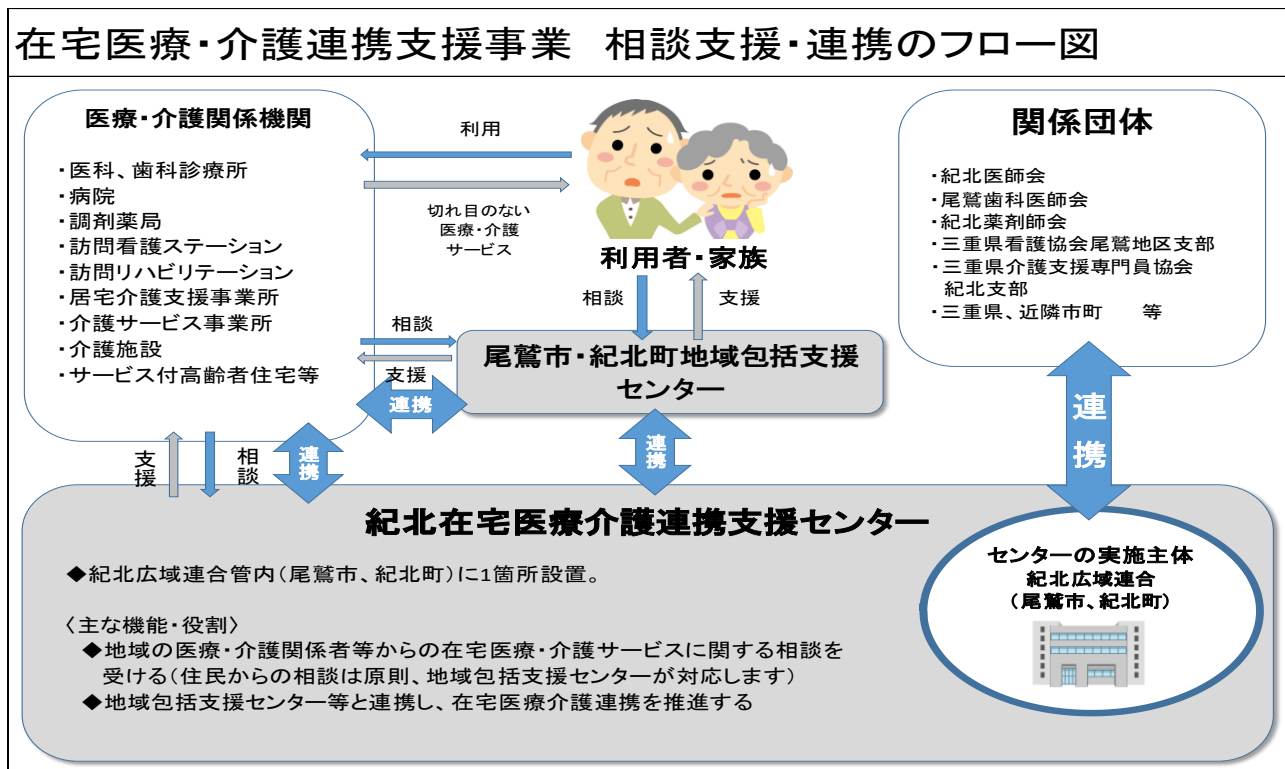 在宅医療・介護連携支援事業　相談支援・連携のフロー図
医療・介護関係機関
・医科、歯科診療所
・病院
・調剤薬局
・訪問看護ステーション
・訪問リハビリテーション
・居宅介護支援事業所
・介護サービス事業所
・介護施設
・サービス付高齢者住宅等
利用
切れ目のない
医療・介護
サービス
利用者・家族
相談
支援
関係団体
・紀北医師会
・尾鷲歯科医師会
・紀北薬剤師会
・三重県看護協会尾鷲地区支部
・三重県介護支援専門員協会
紀北支部
・三重県、近隣市町　　等
相談
支援
連携
尾鷲市・紀北町地域包括支援
センター
支援
相談
連携
連携
連携
紀北在宅医療介護連携支援センター
◆紀北広域連合管内（尾鷲市、紀北町）に1箇所設置。
〈主な機能・役割〉
◆地域の医療・介護関係者等からの在宅医療・介護サービスに関する相談を
受ける（住民からの相談は原則、地域包括支援センターが対応します）
◆地域包括支援センター等と連携し、在宅医療介護連携を推進する
センターの実施主体
紀北広域連合
（尾鷲市、紀北町）